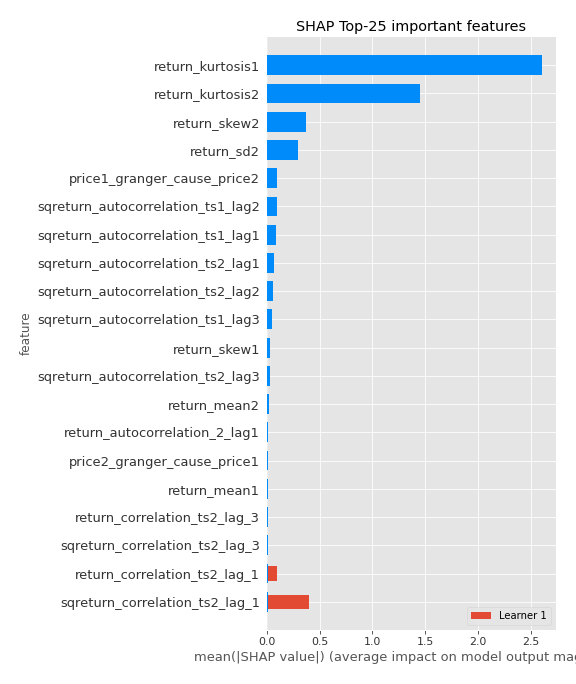 SHAP Top-25 important features
return_kurtosis1
return_kurtosis2
return_skew2
return_sd2
price1_granger_cause_price2
sqreturn_autocorrelation_ts1_lag2
sqreturn_autocorrelation_ts1_lag1
sqreturn_autocorrelation_ts2_lag1
sqreturn_autocorrelation_ts2_lag2
sqreturn_autocorrelation_ts1_lag3
return_skew1
sqreturn_autocorrelation_ts2_lag3
return_mean2
return_autocorrelation_2_lag1
price2_granger_cause_price1
return_mean1
return_correlation_ts2_lag_3
sqreturn_correlation_ts2_lag_3
return_correlation_ts2_lag_1
sqreturn_correlation_ts2_lag_1
feature
Learner 1
0.0 0.5 1.0 1.5 2.0 2.5
mean(|SHAP value|) (average impact on model output mag